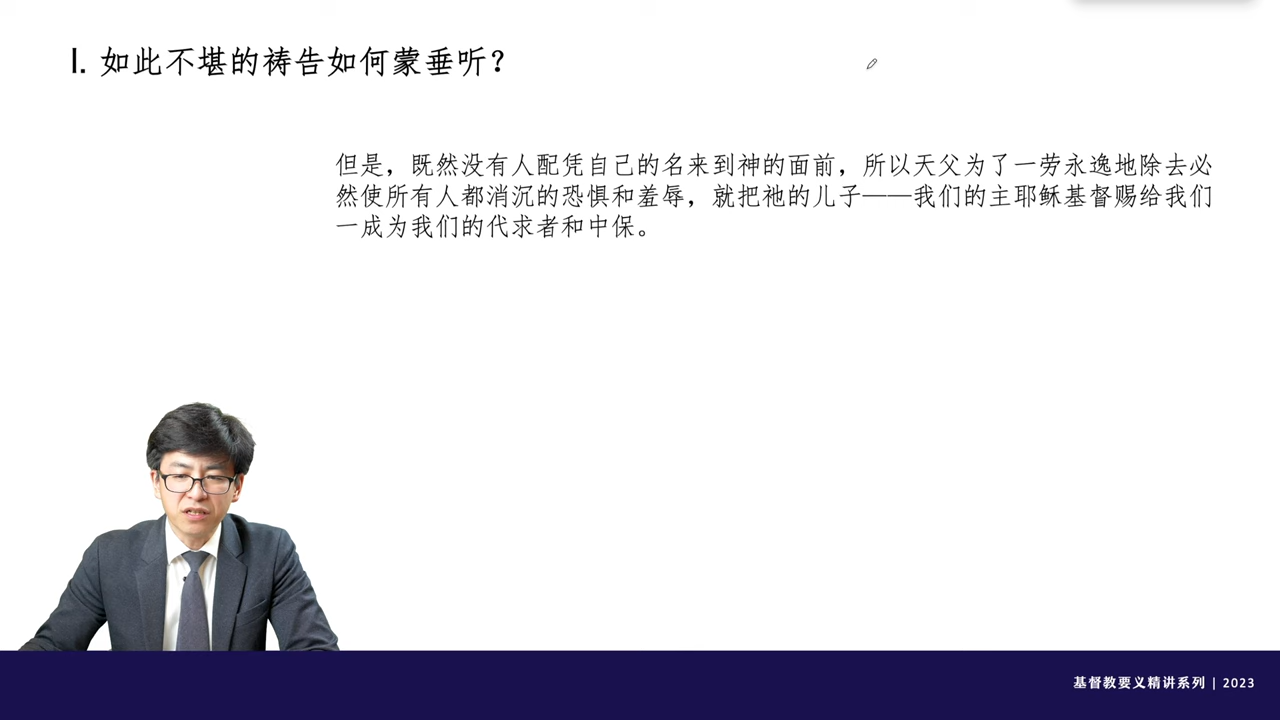 I. 如此不堪的祷告如何蒙垂听？
但是，既然没有人配凭自己的名来到神的面前，所以天父为了一劳永逸地除去必
然使所有人都消沉的恐惧和羞辱，就把祂的儿子——我们的主耶稣基督赐给我们
一成为我们的代求者和中保。
基督教要义精讲系列 | 2023